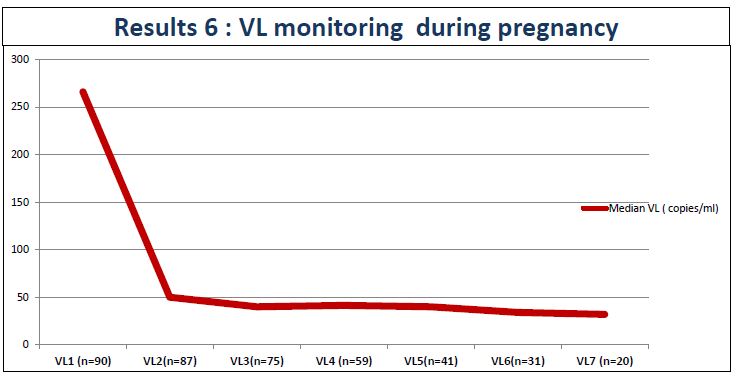 Results 6 : VL monitoring  during pregnancy
300
250
200
150
100
50
0
Median VL ( copies/ml)
VL1 (n=90) VL2(n=87) VL3(n=75) VL4 (n=59) VL5(n=41) VL6(n=31) VL7 (n=20)